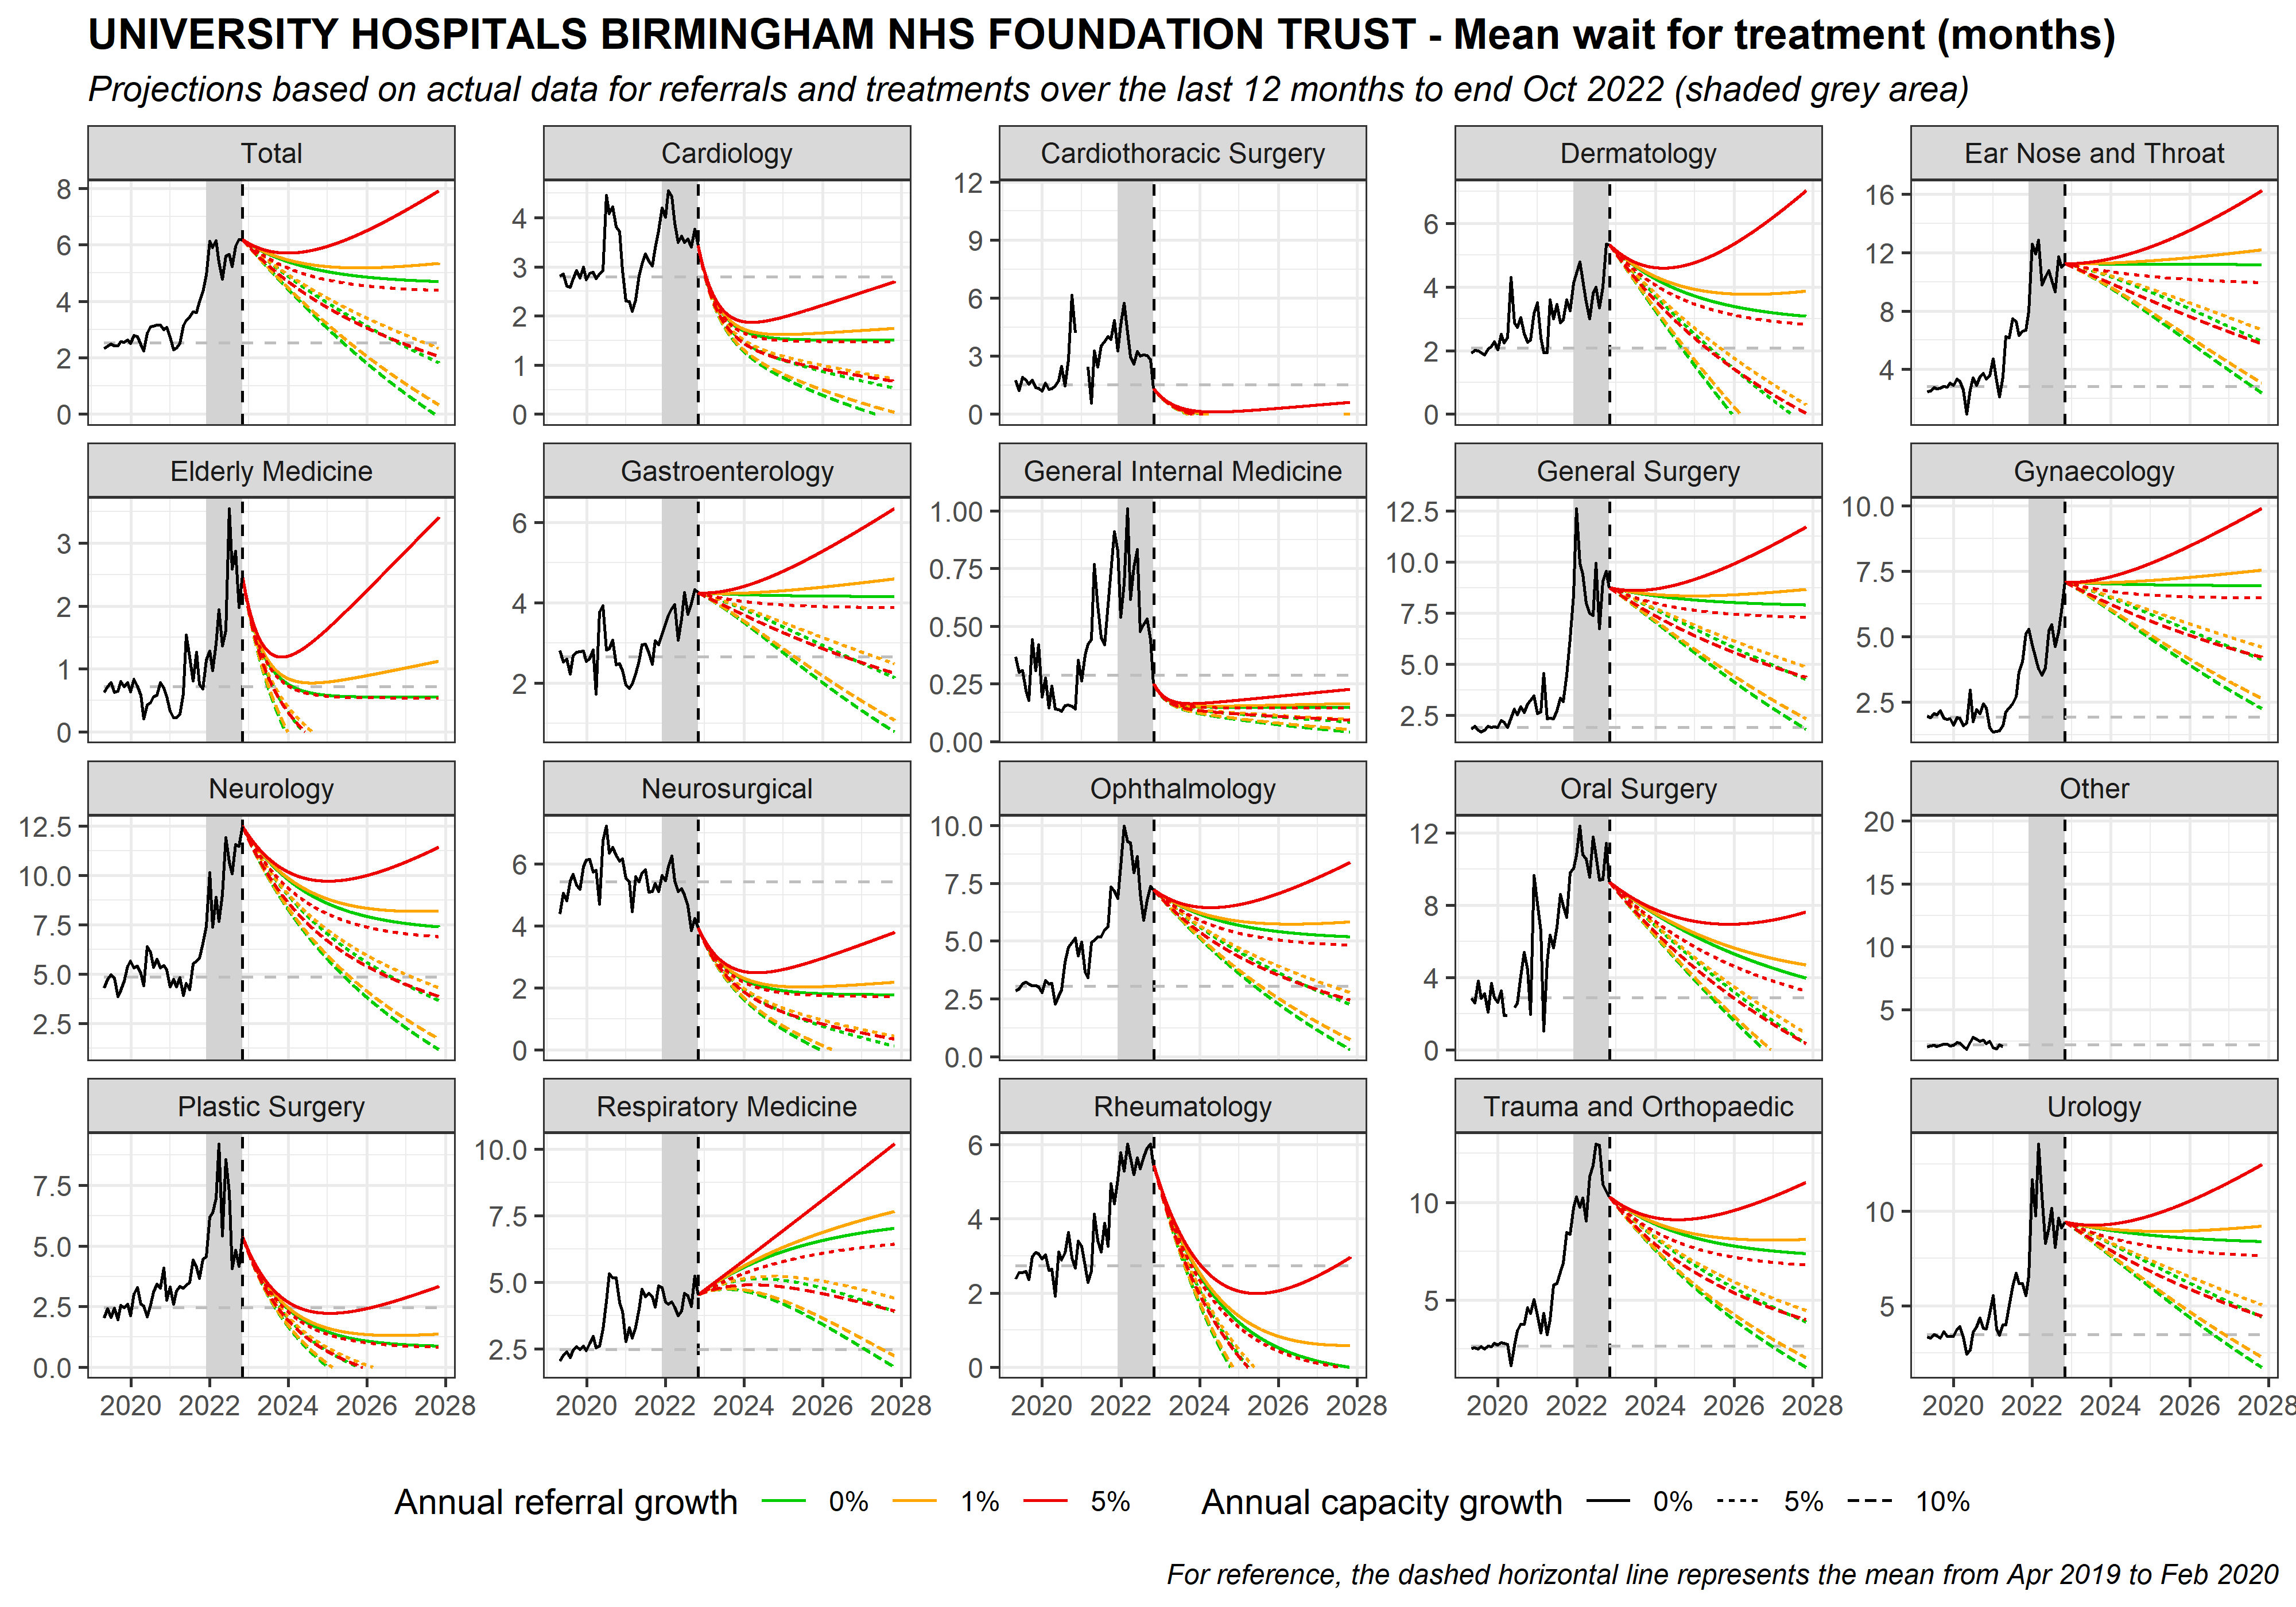 UNIVERSITY HOSPITALS BIRMINGHAM NHS FOUNDATION TRUST - Mean wait for treatment (months)
Projections based on actual data for referrals and treatments over the last 12 months to end Oct 2022 (shaded grey area)
Total
8
6
4
2
0
Cardiology
4
3
2
1
0
Cardiothoracic Surgery
12
9
6
3
0
Dermatology
6
4
2
0
Ear Nose and Throat
16
12
8
4
Elderly Medicine
3
2
1
0
Gastroenterology
6
4
2
General Internal Medicine
1.00
0.75
0.50
0.25
0.00
General Surgery
12.5
10.0
7.5
5.0
2.5
Gynaecology
10.0
7.5
5.0
2.5
Neurology
12.5
10.0
7.5
5.0
2.5
Neurosurgical
6
4
2
0
Ophthalmology
10.0
7.5
5.0
2.5
0.0
Oral Surgery
12
8
4
0
Other
20
15
10
5
Plastic Surgery
7.5
5.0
2.5
0.0
2020 2022 2024 2026 2028
Respiratory Medicine
10.0
7.5
5.0
2.5
2020 2022 2024 2026 2028
Rheumatology
6
4
2
0
2020 2022 2024 2026 2028
Trauma and Orthopaedic
10
5
2020 2022 2024 2026 2028
Urology
10
5
2020 2022 2024 2026 2028
Annual referral growth 0% 1% 5% Annual capacity growth 0% 5% 10%
For reference, the dashed horizontal line represents the mean from Apr 2019 to Feb 2020